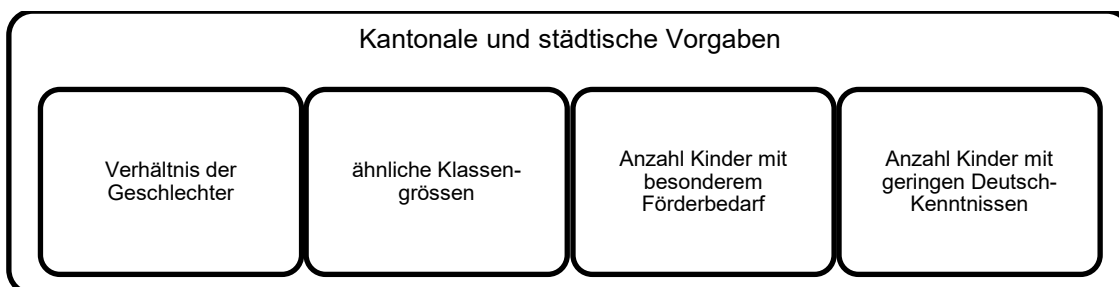 Kantonale und städtische Vorgaben
Verhältnis der
Geschlechter
ähnliche Klassen-
grössen
Anzahl Kinder mit
besonderem
Förderbedarf
Anzahl Kinder mit
geringen Deutsch-
Kenntnissen